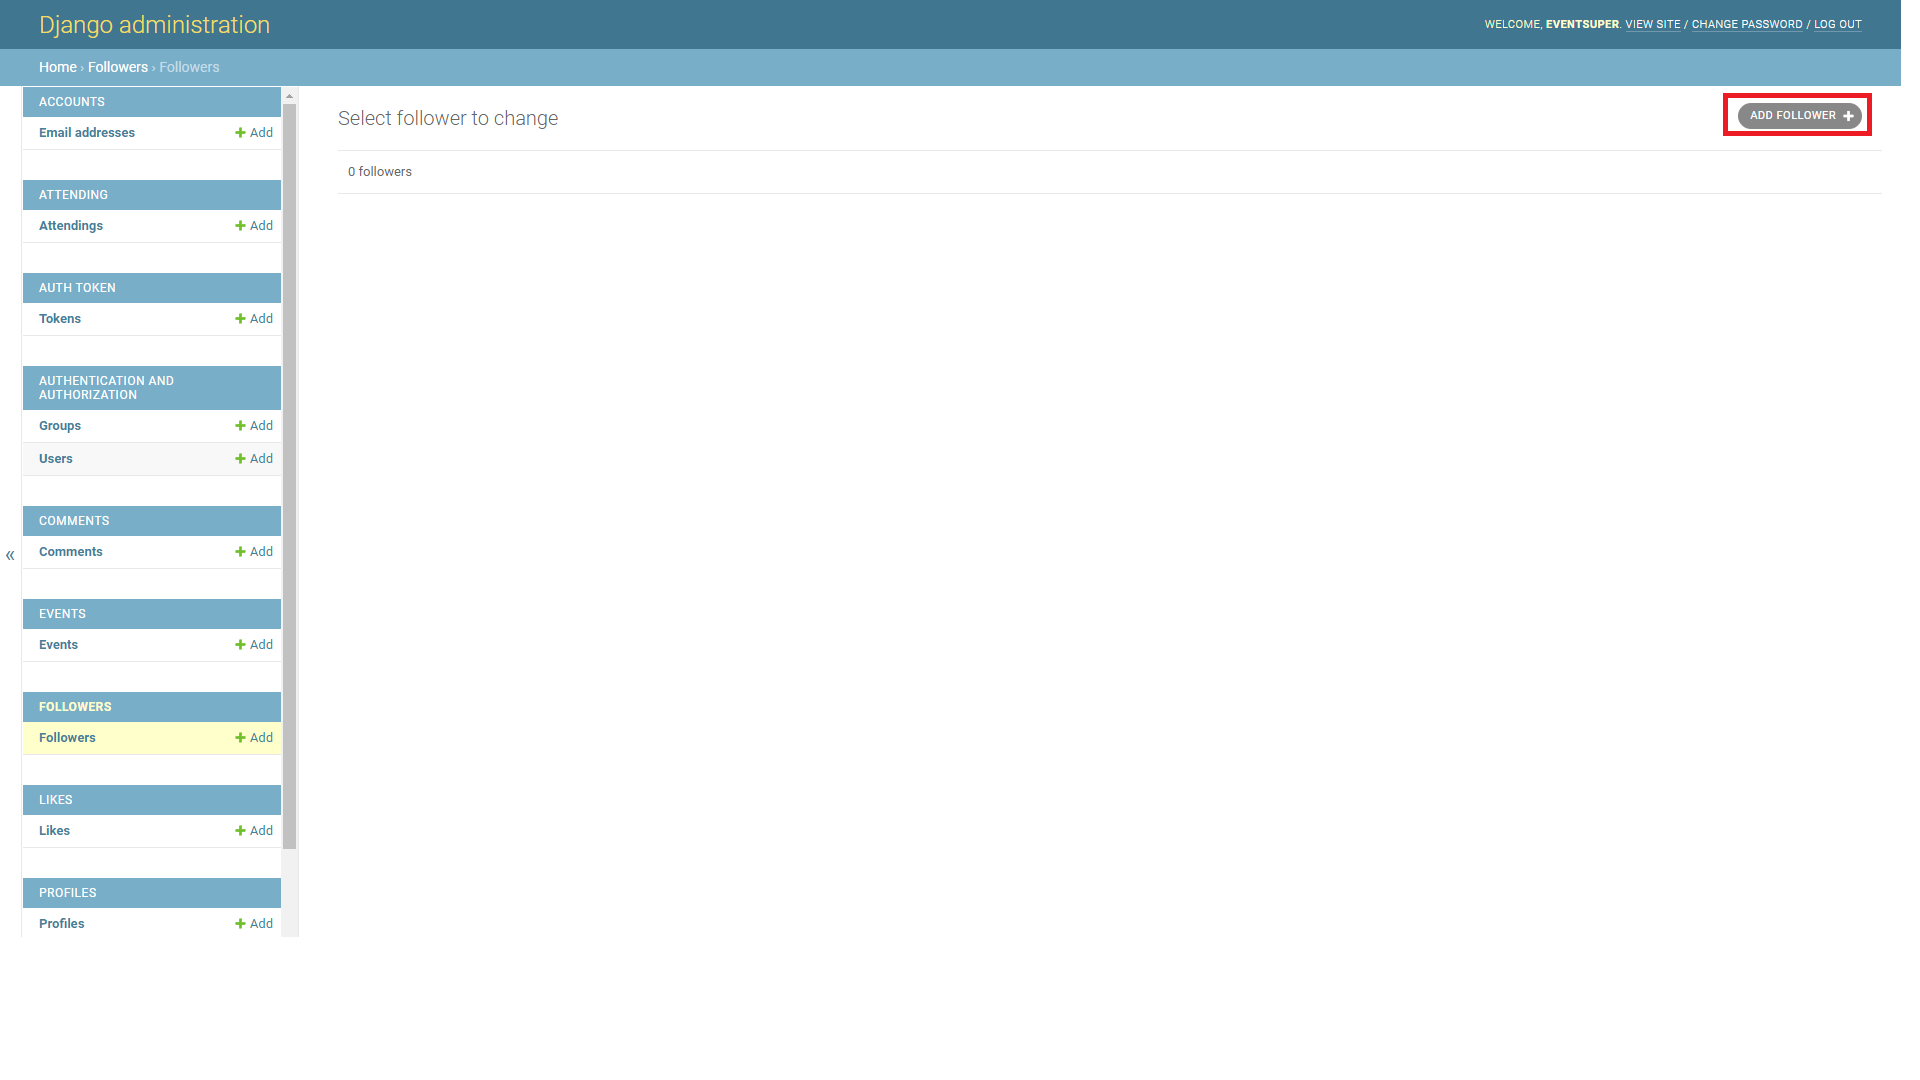 Django administration
WELCOME, EVENTSUPER. VIEW SITE / CHANGE PASSWORD / LOG OUT
Home › Followers › Followers
ACCOUNTS
Email addresses + Add
ATTENDING
Attendings + Add
AUTH TOKEN
Tokens + Add
AUTHENTICATION AND
AUTHORIZATION
Groups + Add
Users + Add
COMMENTS
Comments + Add
EVENTS
Events + Add
FOLLOWERS
Followers + Add
LIKES
Likes + Add
PROFILES
Profiles + Add
«
Select follower to change
ADD FOLLOWER +
0 followers